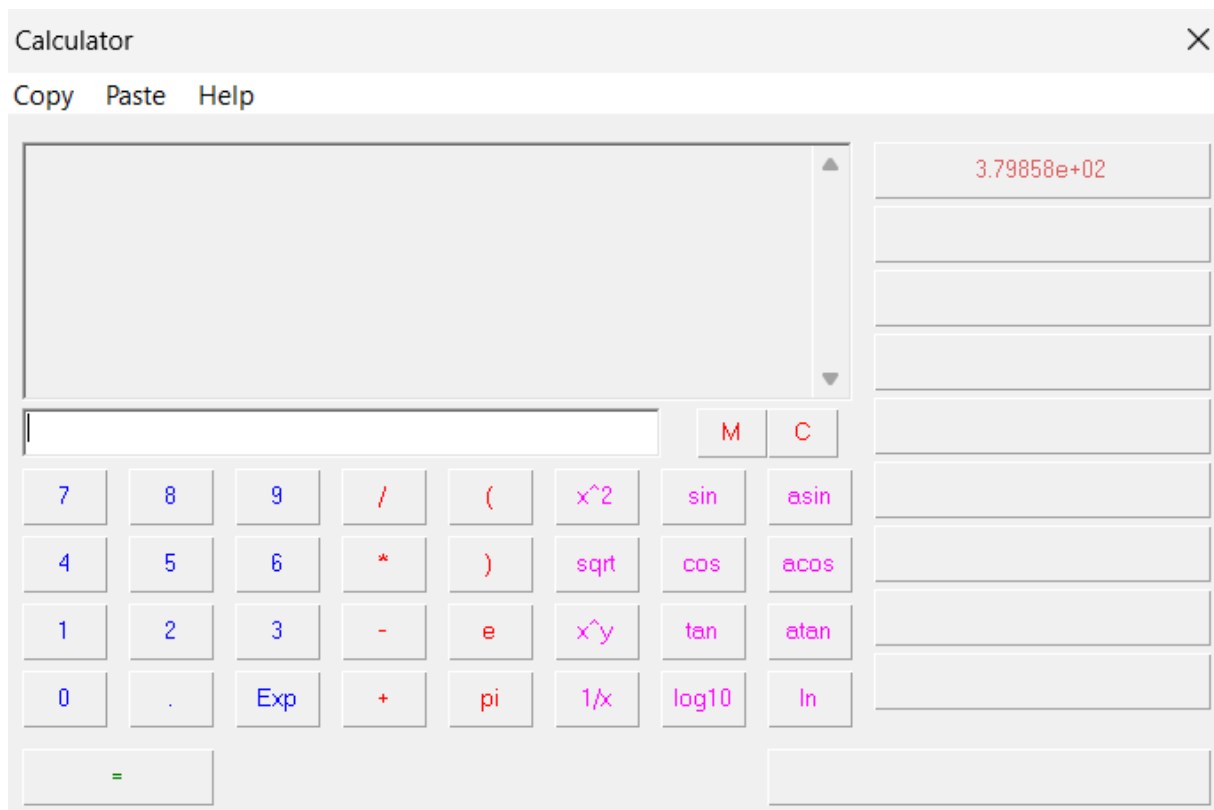 Calculator
Copy Paste Help
3.79858e+02
M C
7 8 9 / ( x^2 sin asin
4 5 6 * ) sqrt cos acos
1 2 3 - e x^y tan atan
0 . Exp + pi 1/x log10 ln
=